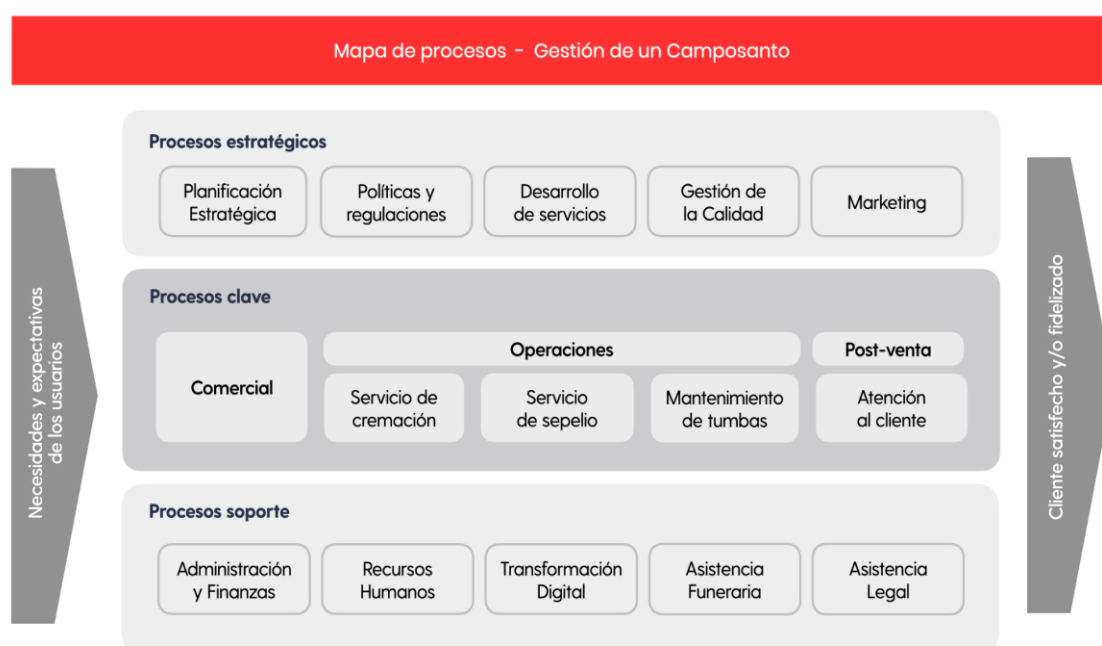 Mapa de procesos - Gestión de un Camposanto
Necesidades y expectativas
de los usuarios
Procesos estratégicos
Planificación
Estratégica
Políticas y
regulaciones
Desarrollo
de servicios
Gestión de
la Calidad
Marketing
Procesos clave
Comercial
Operaciones
Servicio de
cremación
Servicio
de sepelio
Mantenimiento
de tumbas
Post-venta
Atención
al cliente
Procesos soporte
Administración
y Finanzas
Recursos
Humanos
Transformación
Digital
Asistencia
Funeraria
Asistencia
Legal
Cliente satisfecho y/o fidelizado